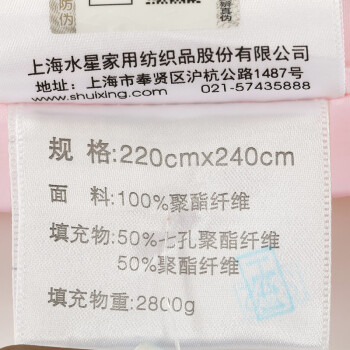 防伪
上海水星家用纺织品股份有限公司
地址：上海市奉贤区沪杭公路1487号
www.shuixing.com 021-57435888
规 格:220cmx240cm
面 料:100%聚酯纤维
填充物:50%七孔聚酯纤维
50%聚酯纤维
填充物重:2800g